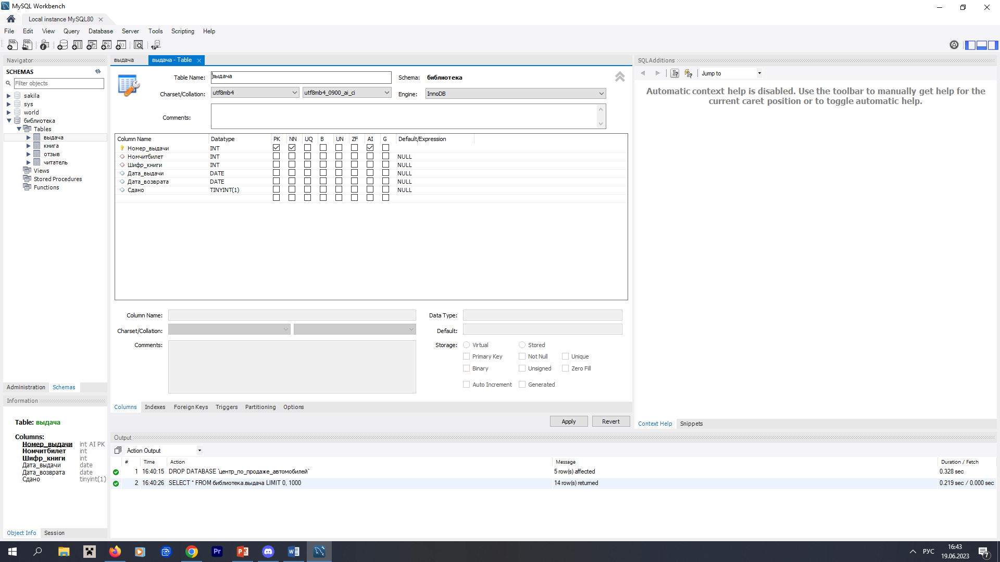 MySQL Workbench
Local instance MySQL80
File Edit View Query Database Server Tools Scripting Help
Navigator
SCHEMAS
Filter objects
sakila
sys
world
библиотека
Tables
выдача
книга
отзыв
читатель
Views
Stored Procedures
Functions
Administration Schemas
Information
Table: выдача
Columns:
Номер_выдачи int AI PK
Номчитбилет int
Шифр_книги int
Дата_выдачи date
Дата_возврата date
Сдано tinyint(1)
Object Info Session
выдача выдача - Table
Table Name: выдача Schema: библиотека
Charset/Collation: utf8mb4 utf8mb4_0900_ai_ci Engine: InnoDB
Comments:
Column Name Datatype PK NN UQ B UN ZF AI G Default/Expression
Номер_выдачи INT
Номчитбилет INT NULL
Шифр_книги INT NULL
Дата_выдачи DATE NULL
Дата_возврата DATE NULL
Сдано TINYINT(1) NULL
Column Name: Data Type:
Charset/Collation: Default:
Comments: Storage: Virtual Stored
Primary Key Not Null Unique
Binary Unsigned Zero Fill
Auto Increment Generated
Columns Indexes Foreign Keys Triggers Partitioning Options
Apply Revert
SQLAdditions
Jump to
Automatic context help is disabled. Use the toolbar to manually get help for the
current caret position or to toggle automatic help.
Context Help Snippets
Output
Action Output
# Time Action Message Duration / Fetch
1 16:40:15 DROP DATABASE `центр_по_продаже_автомобилей` 5 row(s) affected 0.328 sec
2 16:40:26 SELECT * FROM библиотека.выдача LIMIT 0, 1000 14 row(s) returned 0.219 sec / 0.000 sec
РУС
16:43
19.06.2023
7